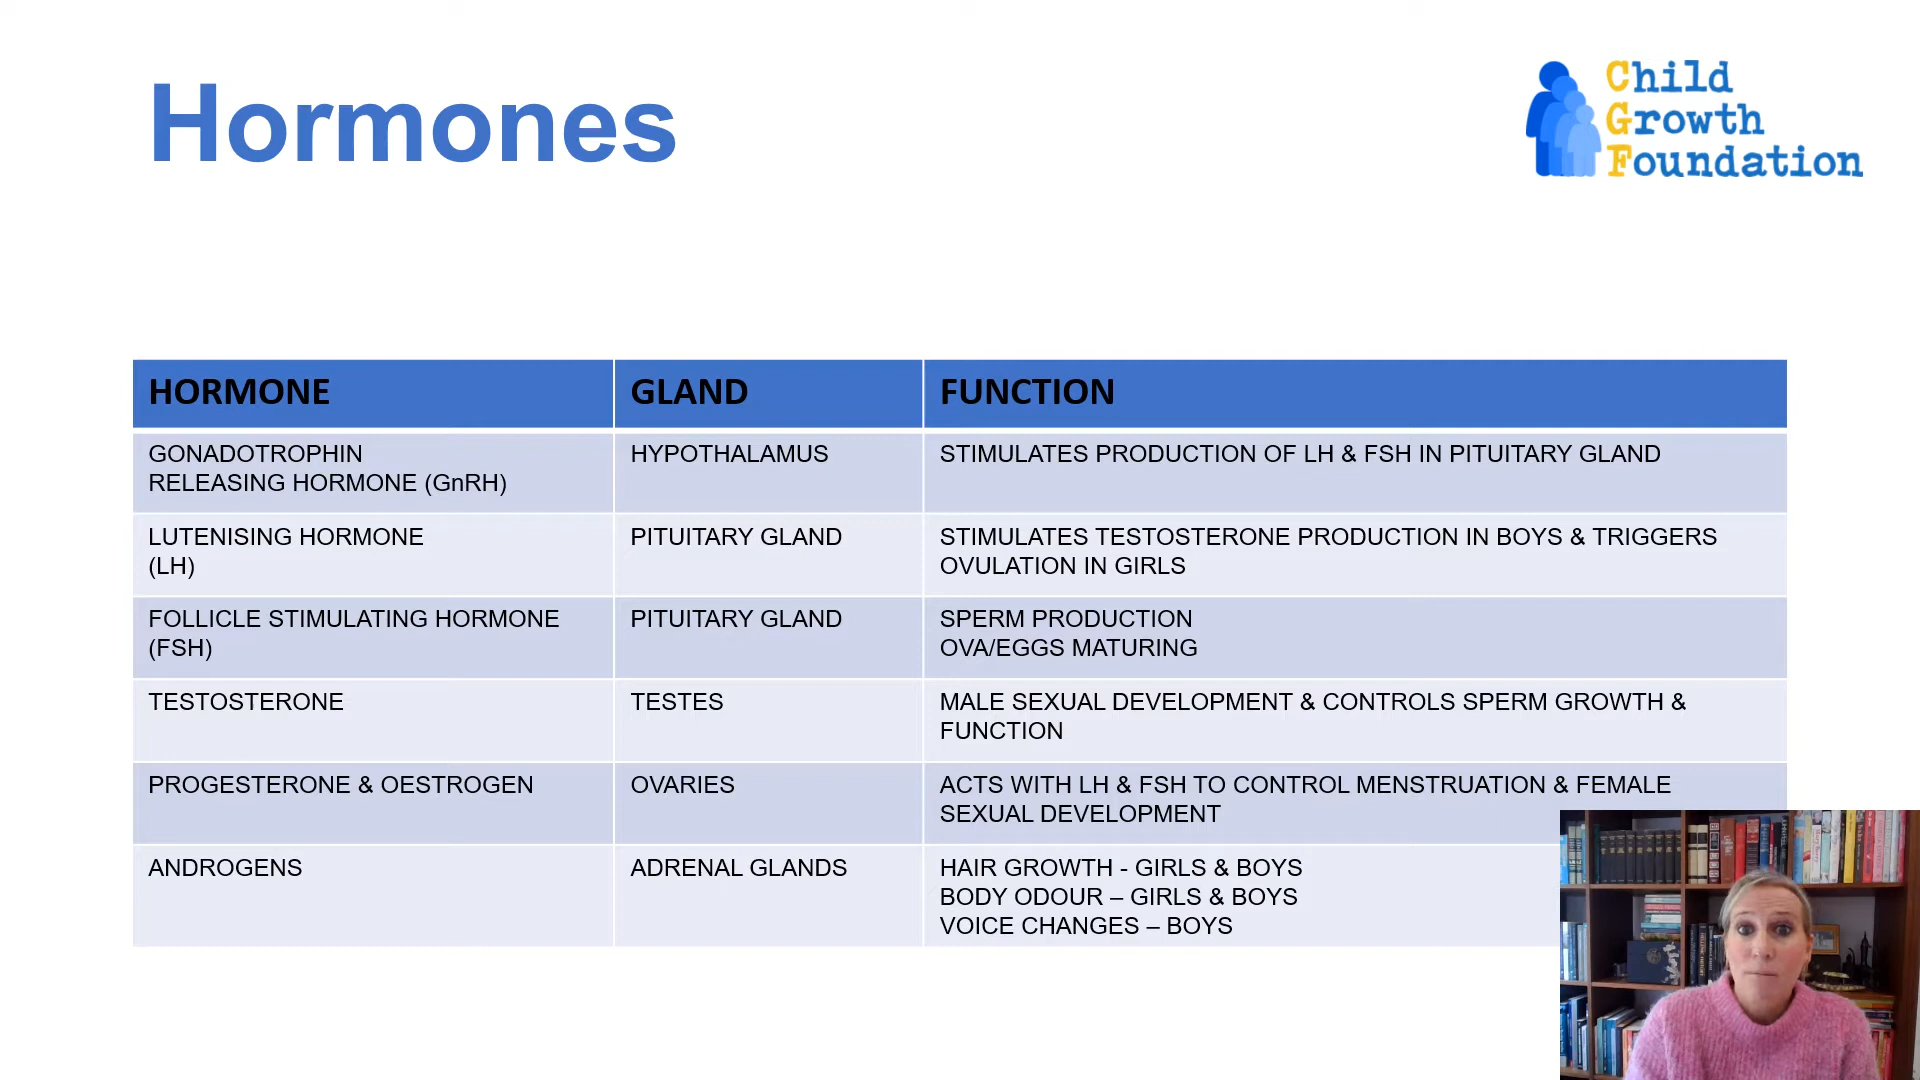 Hormones
Child
Growth
Foundation
HORMONE GLAND FUNCTION
GONADOTROPHIN
RELEASING HORMONE (GnRH)
HYPOTHALAMUS
STIMULATES PRODUCTION OF LH & FSH IN PITUITARY GLAND
LUTENISING HORMONE
(LH)
PITUITARY GLAND
STIMULATES TESTOSTERONE PRODUCTION IN BOYS & TRIGGERS
OVULATION IN GIRLS
FOLLICLE STIMULATING HORMONE
(FSH)
PITUITARY GLAND
SPERM PRODUCTION
OVA/EGGS MATURING
TESTOSTERONE
TESTES
MALE SEXUAL DEVELOPMENT & CONTROLS SPERM GROWTH &
FUNCTION
PROGESTERONE & OESTROGEN
OVARIES
ACTS WITH LH & FSH TO CONTROL MENSTRUATION & FEMALE
SEXUAL DEVELOPMENT
ANDROGENS
ADRENAL GLANDS
HAIR GROWTH - GIRLS & BOYS
BODY ODOUR – GIRLS & BOYS
VOICE CHANGES – BOYS